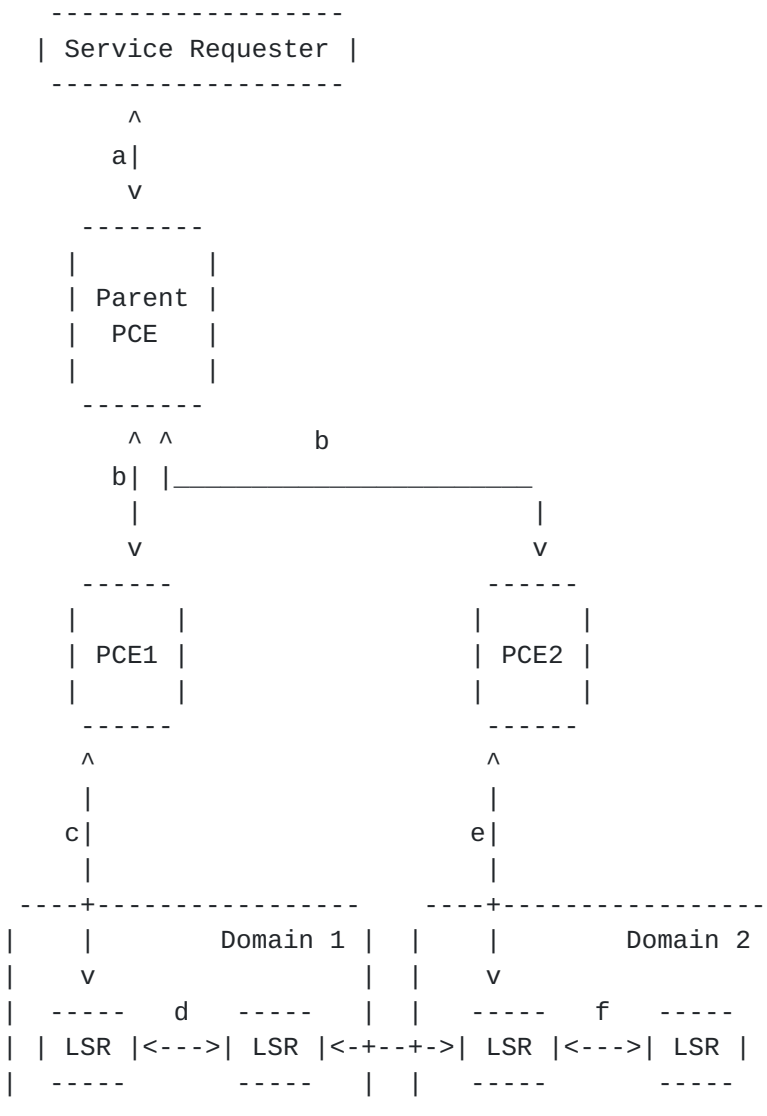 Service Requester
a
Parent
PCE
b
b
PCE1 PCE2
c e
Domain 1 Domain 2
d f
LSR LSR LSR LSR